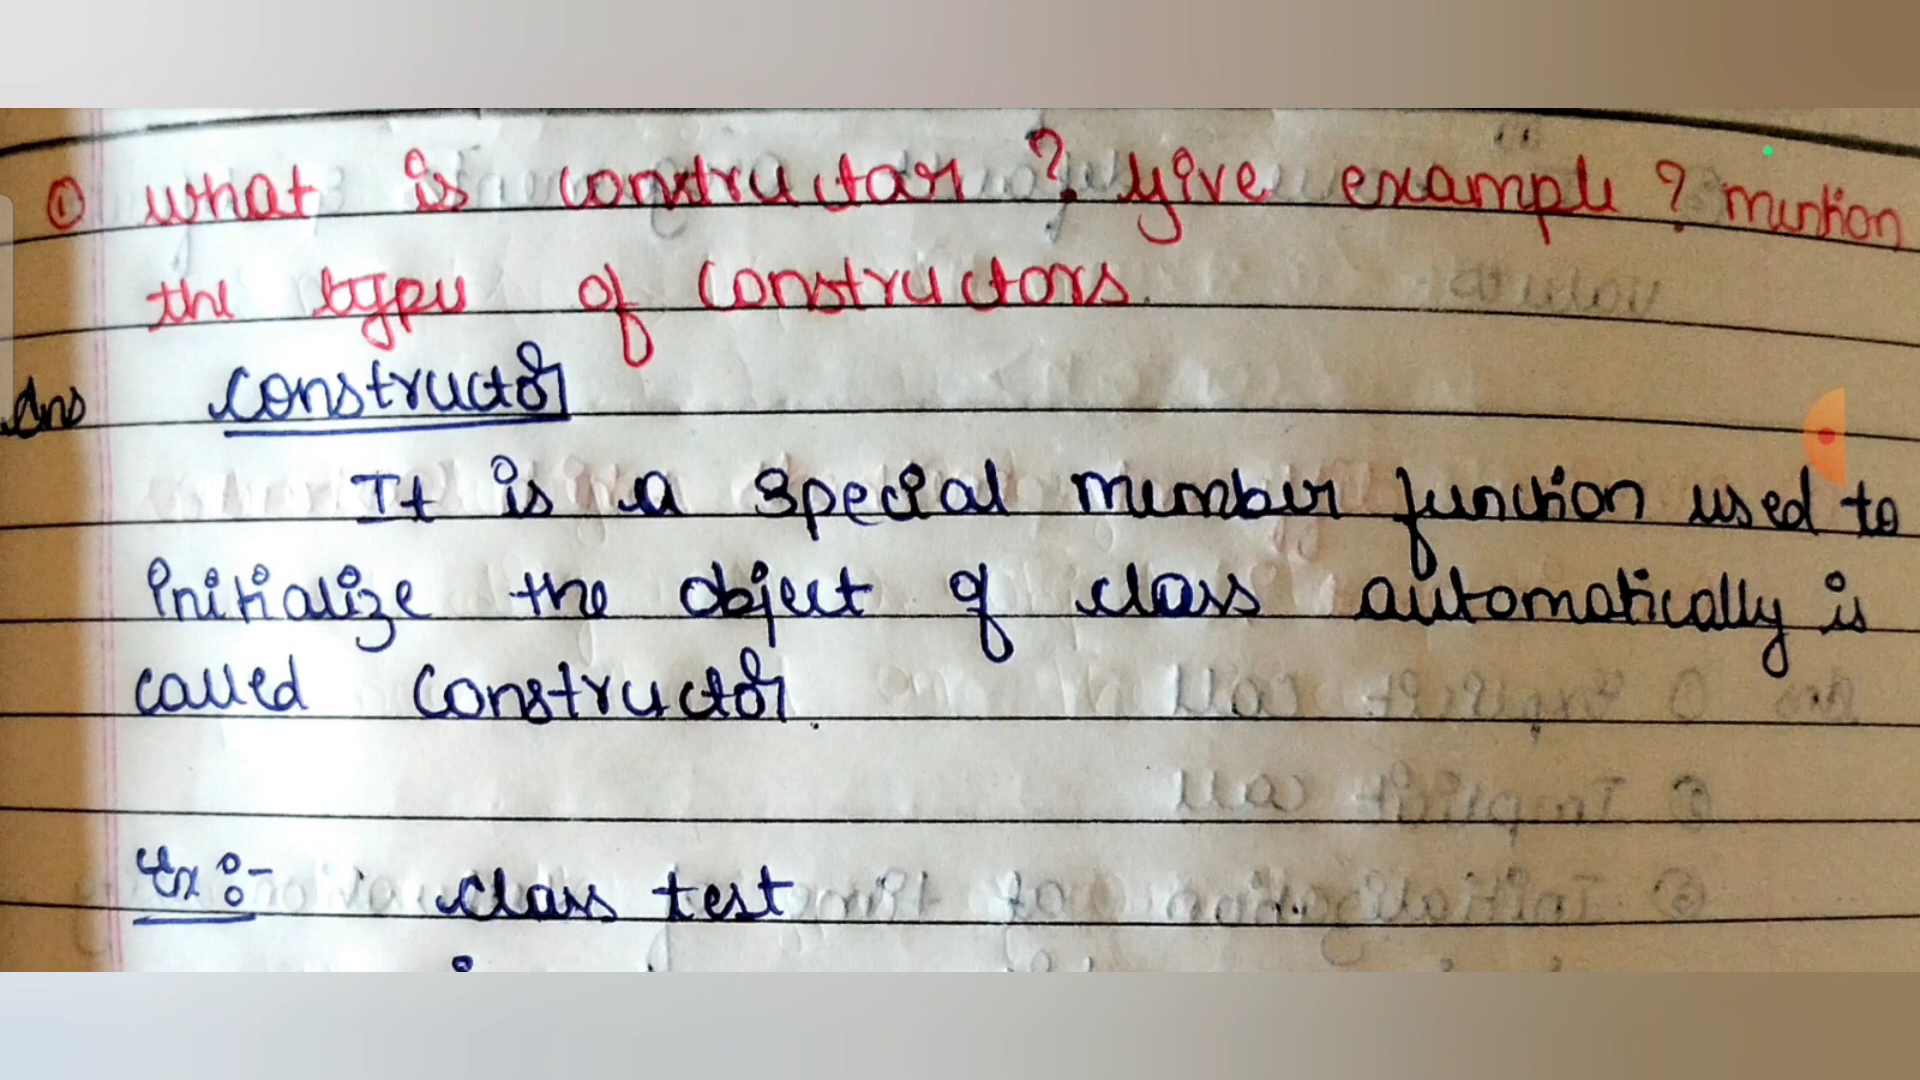 ① what is constructor ? Give example ? mention
the types of constructors.
Ans constructor
It is a special member function used to
initialize the object of class automatically is
called constructor.
Ex :- class test